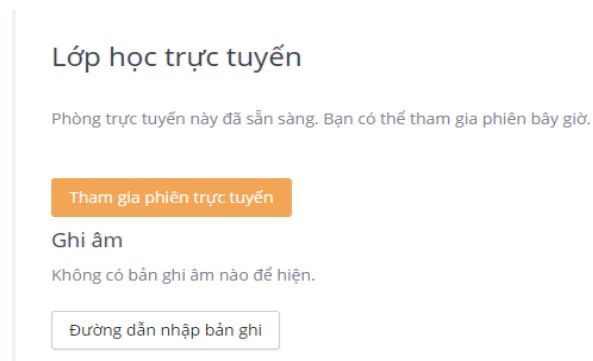 Lớp học trực tuyến
Phòng trực tuyến này đã sẵn sàng. Bạn có thể tham gia phiên bây giờ.
Tham gia phiên trực tuyến
Ghi âm
Không có bản ghi âm nào để hiện.
Đường dẫn nhập bản ghi